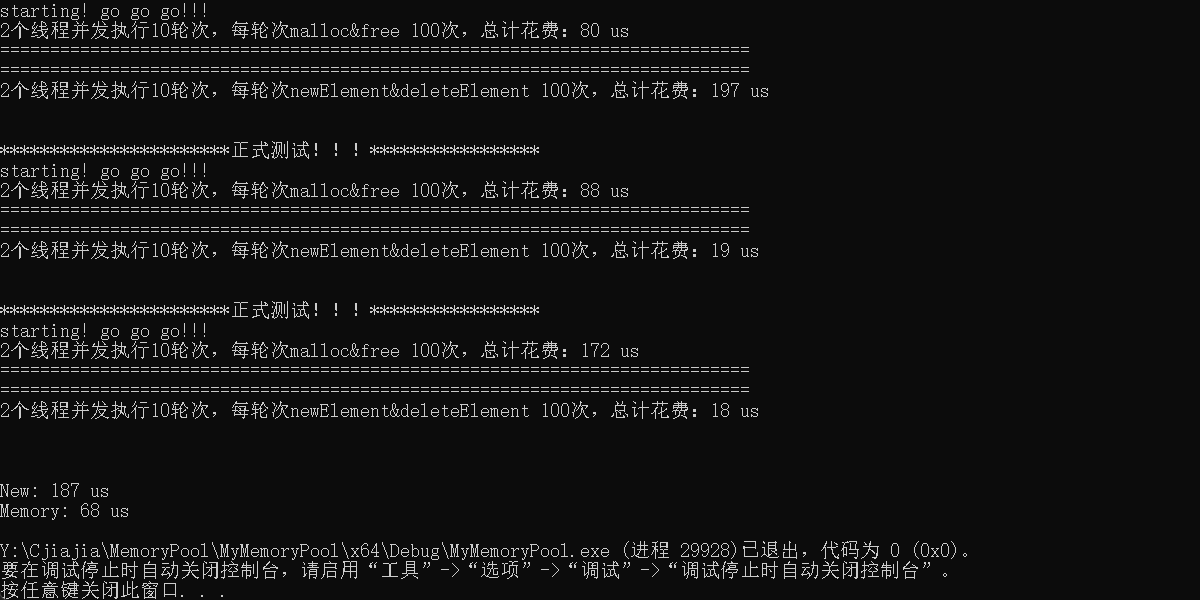 starting! go go go!!!
2个线程并发执行10轮次，每轮次malloc&free 100次，总计花费：80 us
===========================================================================
===========================================================================
2个线程并发执行10轮次，每轮次newElement&deleteElement 100次，总计花费：197 us
***********************正式测试！！！*****************
starting! go go go!!!
2个线程并发执行10轮次，每轮次malloc&free 100次，总计花费：88 us
===========================================================================
===========================================================================
2个线程并发执行10轮次，每轮次newElement&deleteElement 100次，总计花费：19 us
***********************正式测试！！！*****************
starting! go go go!!!
2个线程并发执行10轮次，每轮次malloc&free 100次，总计花费：172 us
===========================================================================
===========================================================================
2个线程并发执行10轮次，每轮次newElement&deleteElement 100次，总计花费：18 us
New: 187 us
Memory: 68 us
Y:\Cjiajia\MemoryPool\MyMemoryPool\x64\Debug\MyMemoryPool.exe (进程 29928)已退出，代码为 0 (0x0)。
要在调试停止时自动关闭控制台，请启用“工具”->“选项”->“调试”->“调试停止时自动关闭控制台”。
按任意键关闭此窗口. . .